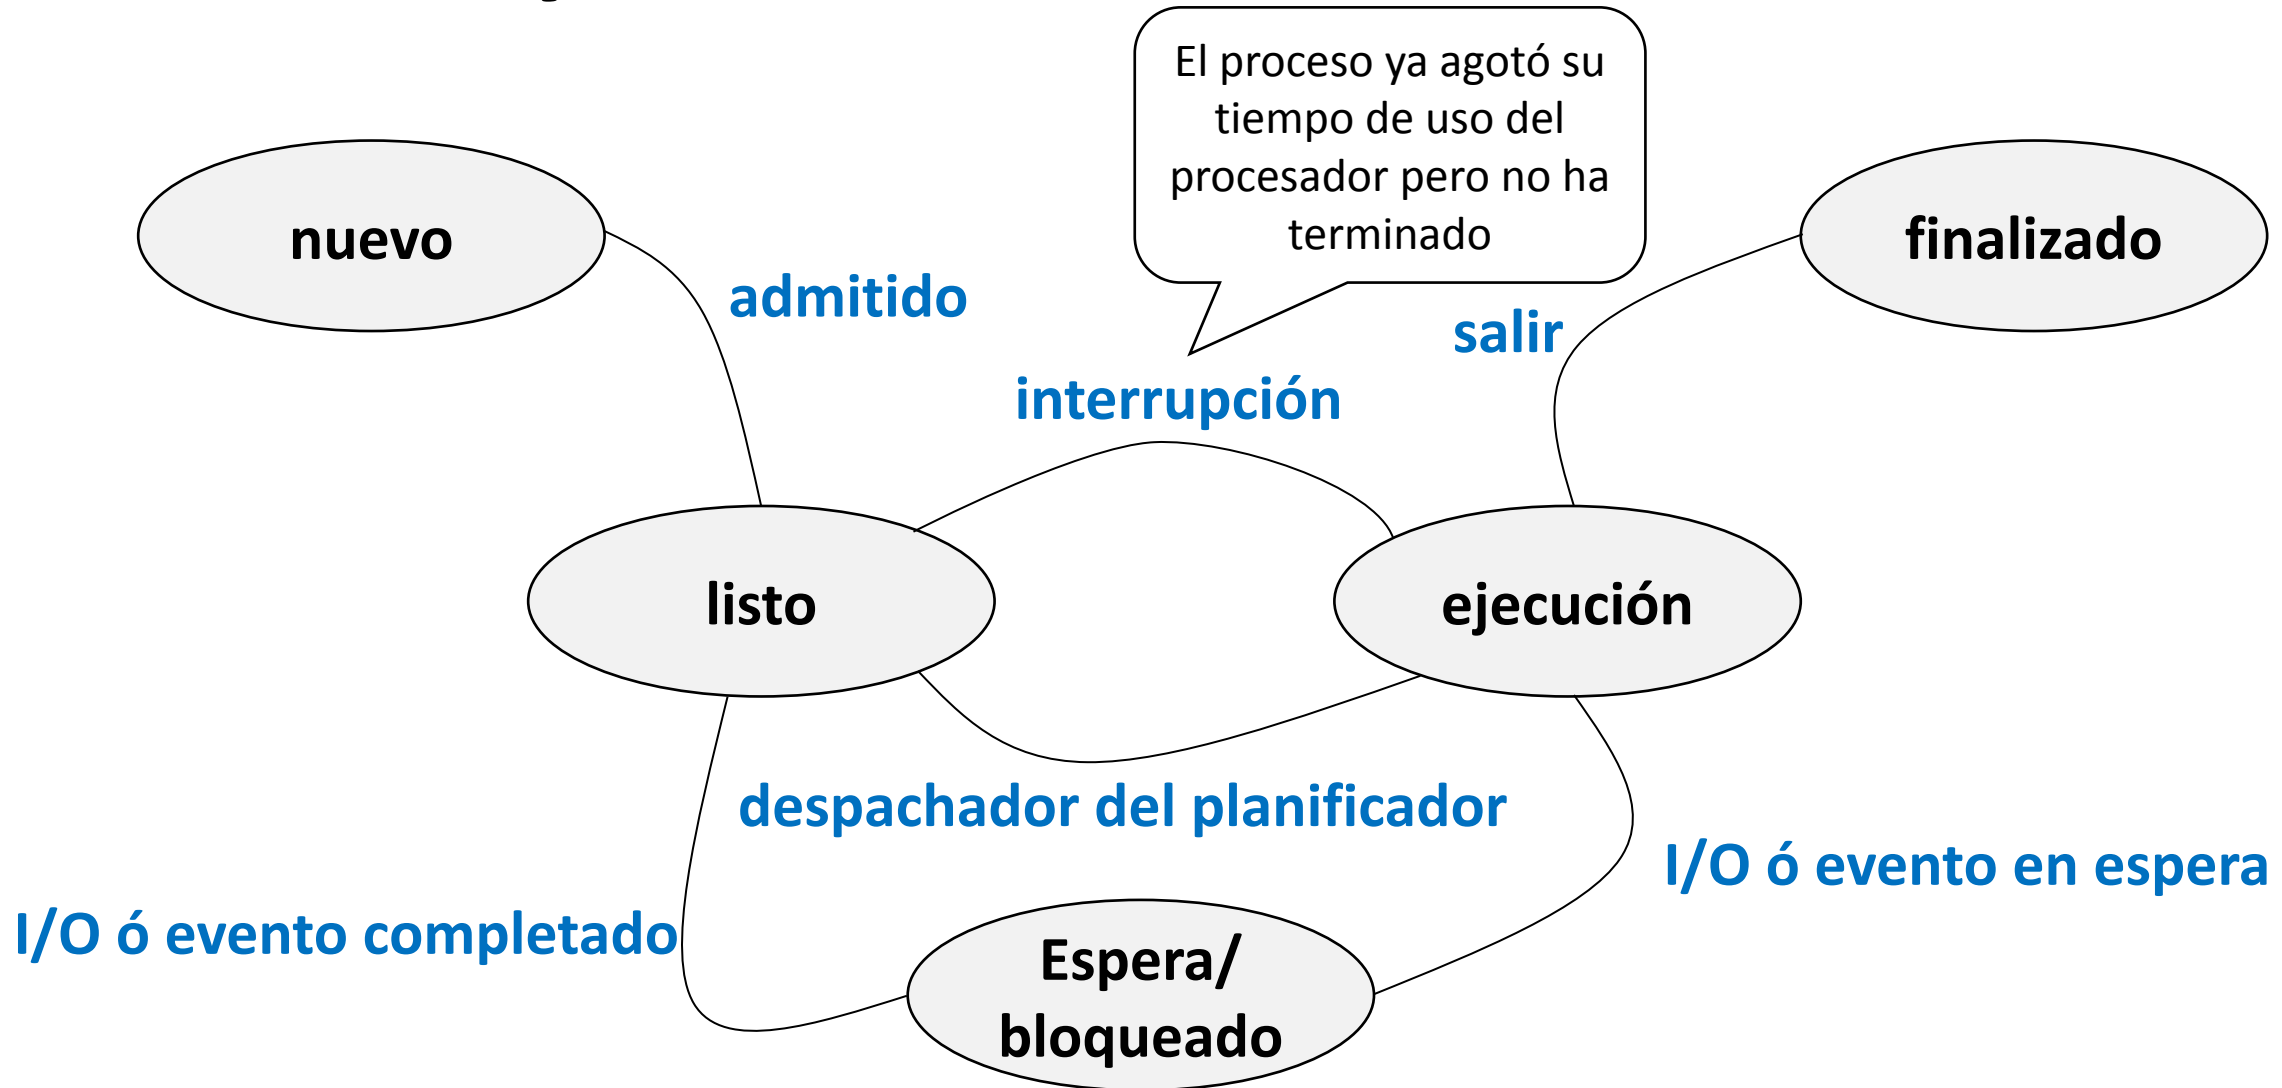 El proceso ya agotó su
tiempo de uso del
procesador pero no ha
terminado
nuevo
finalizado
admitido
salir
interrupción
listo
ejecución
despachador del planificador
I/O ó evento en espera
I/O ó evento completado
Espera/
bloqueado